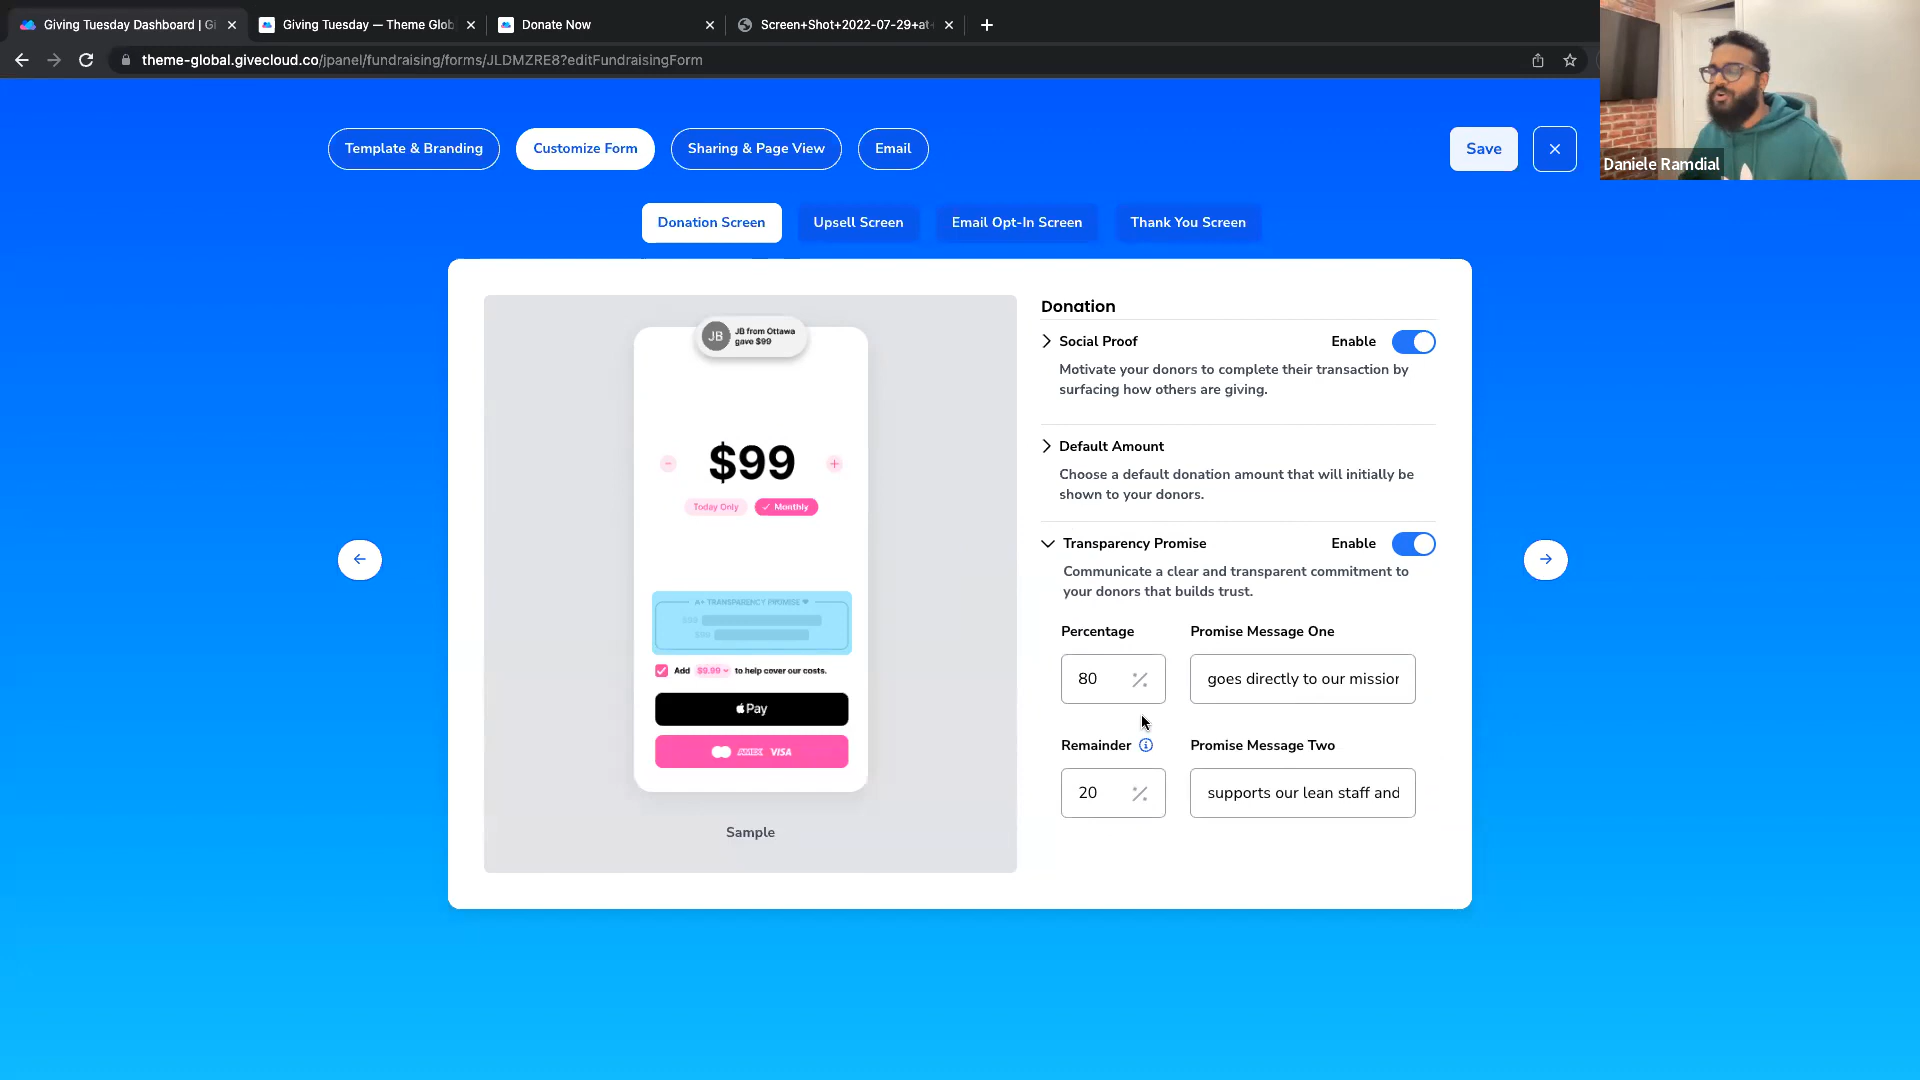 Giving Tuesday Dashboard | Gi
Giving Tuesday — Theme Glob
Donate Now
Screen+Shot+2022-07-29+at
theme-global.givecloud.co/jpanel/fundraising/forms/JLDMZRE8?editFundraisingForm
Daniele Ramdial
Template & Branding
Customize Form
Sharing & Page View
Email
Save
Donation Screen
Upsell Screen
Email Opt-In Screen
Thank You Screen
JB
JB from Ottawa
gave $99
$99
Today Only
Monthly
A+ TRANSPARENCY PROMISE
Add $9.99 to help cover our costs.
Pay
AMEX VISA
Sample
Donation
Social Proof
Enable
Motivate your donors to complete their transaction by
surfacing how others are giving.
Default Amount
Choose a default donation amount that will initially be
shown to your donors.
Transparency Promise
Enable
Communicate a clear and transparent commitment to
your donors that builds trust.
Percentage
Promise Message One
80 %
goes directly to our mission
Remainder
Promise Message Two
20 %
supports our lean staff and